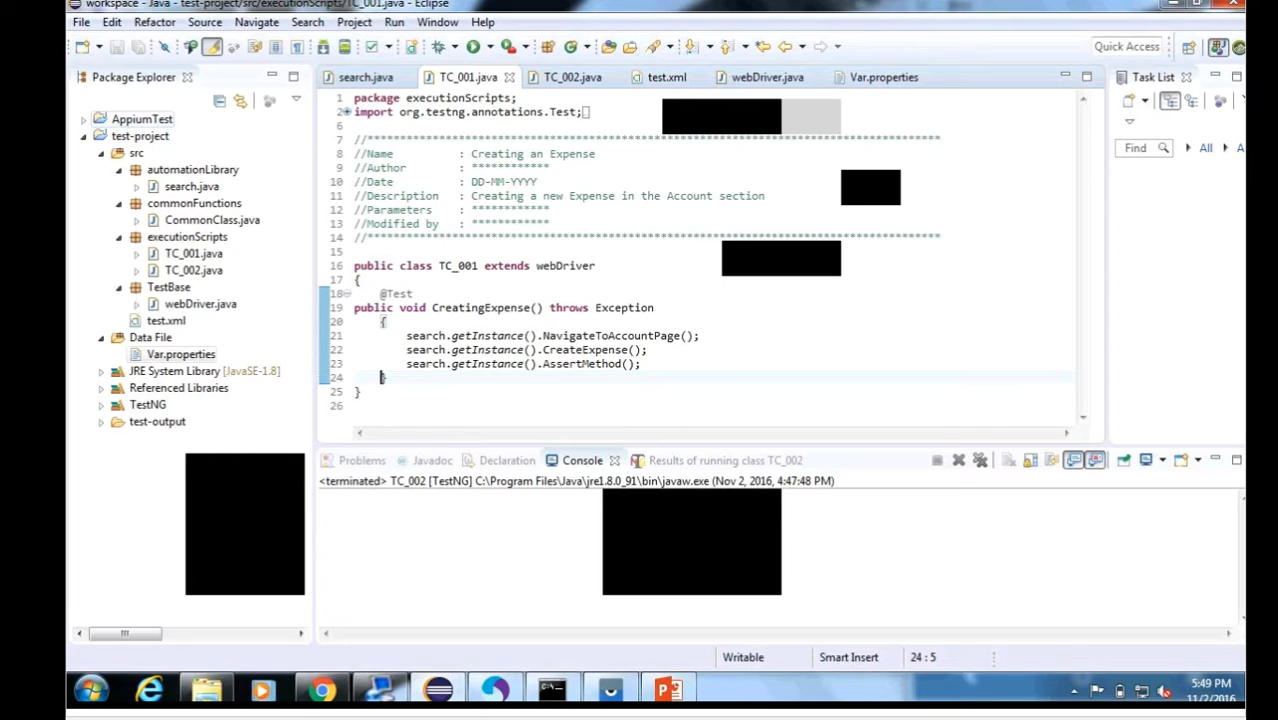 workspace - Java - test-project/src/executionScripts/TC_001.java - Eclipse
File Edit Refactor Source Navigate Search Project Run Window Help
Quick Access
Package Explorer
AppiumTest
test-project
src
automationLibrary
search.java
commonFunctions
CommonClass.java
executionScripts
TC_001.java
TC_002.java
TestBase
webDriver.java
test.xml
Data File
Var.properties
JRE System Library [JavaSE-1.8]
Referenced Libraries
TestNG
test-output
search.java TC_001.java TC_002.java test.xml webDriver.java Var.properties
1 package executionScripts;
2 import org.testng.annotations.Test;
6
7 //******************************************************************************************
8 //Name : Creating an Expense
9 //Author : ************
10 //Date : DD-MM-YYYY
11 //Description : Creating a new Expense in the Account section
12 //Parameters : ************
13 //Modified by : ************
14 //******************************************************************************************
15
16 public class TC_001 extends webDriver
17 {
18 @Test
19 public void CreatingExpense() throws Exception
20 {
21 search.getInstance().NavigateToAccountPage();
22 search.getInstance().CreateExpense();
23 search.getInstance().AssertMethod();
24 }
25 }
26
Task List
Find All A
Problems Javadoc Declaration Console Results of running class TC_002
<terminated> TC_002 [TestNG] C:\Program Files\Java\jre1.8.0_91\bin\javaw.exe (Nov 2, 2016, 4:47:48 PM)
Writable Smart Insert 24 : 5
5:49 PM
11/2/2016